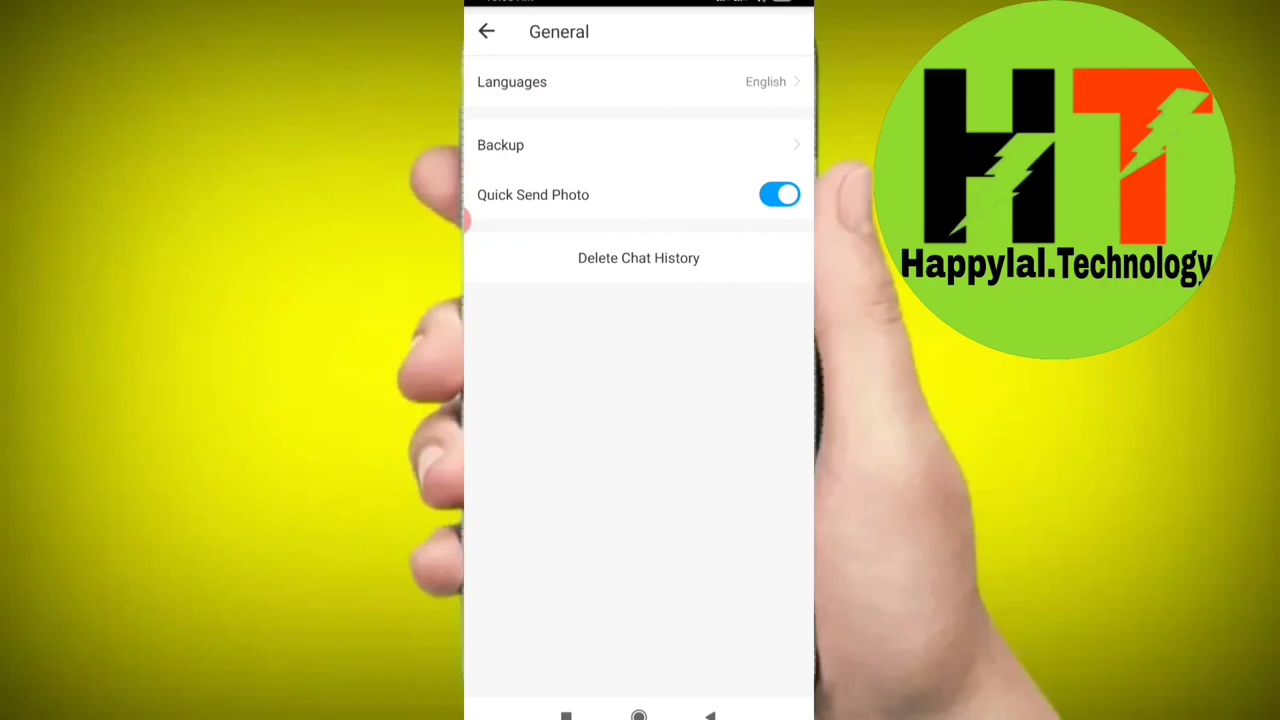 General
Languages
English
Backup
Quick Send Photo
Delete Chat History
HT
Happylal.Technology